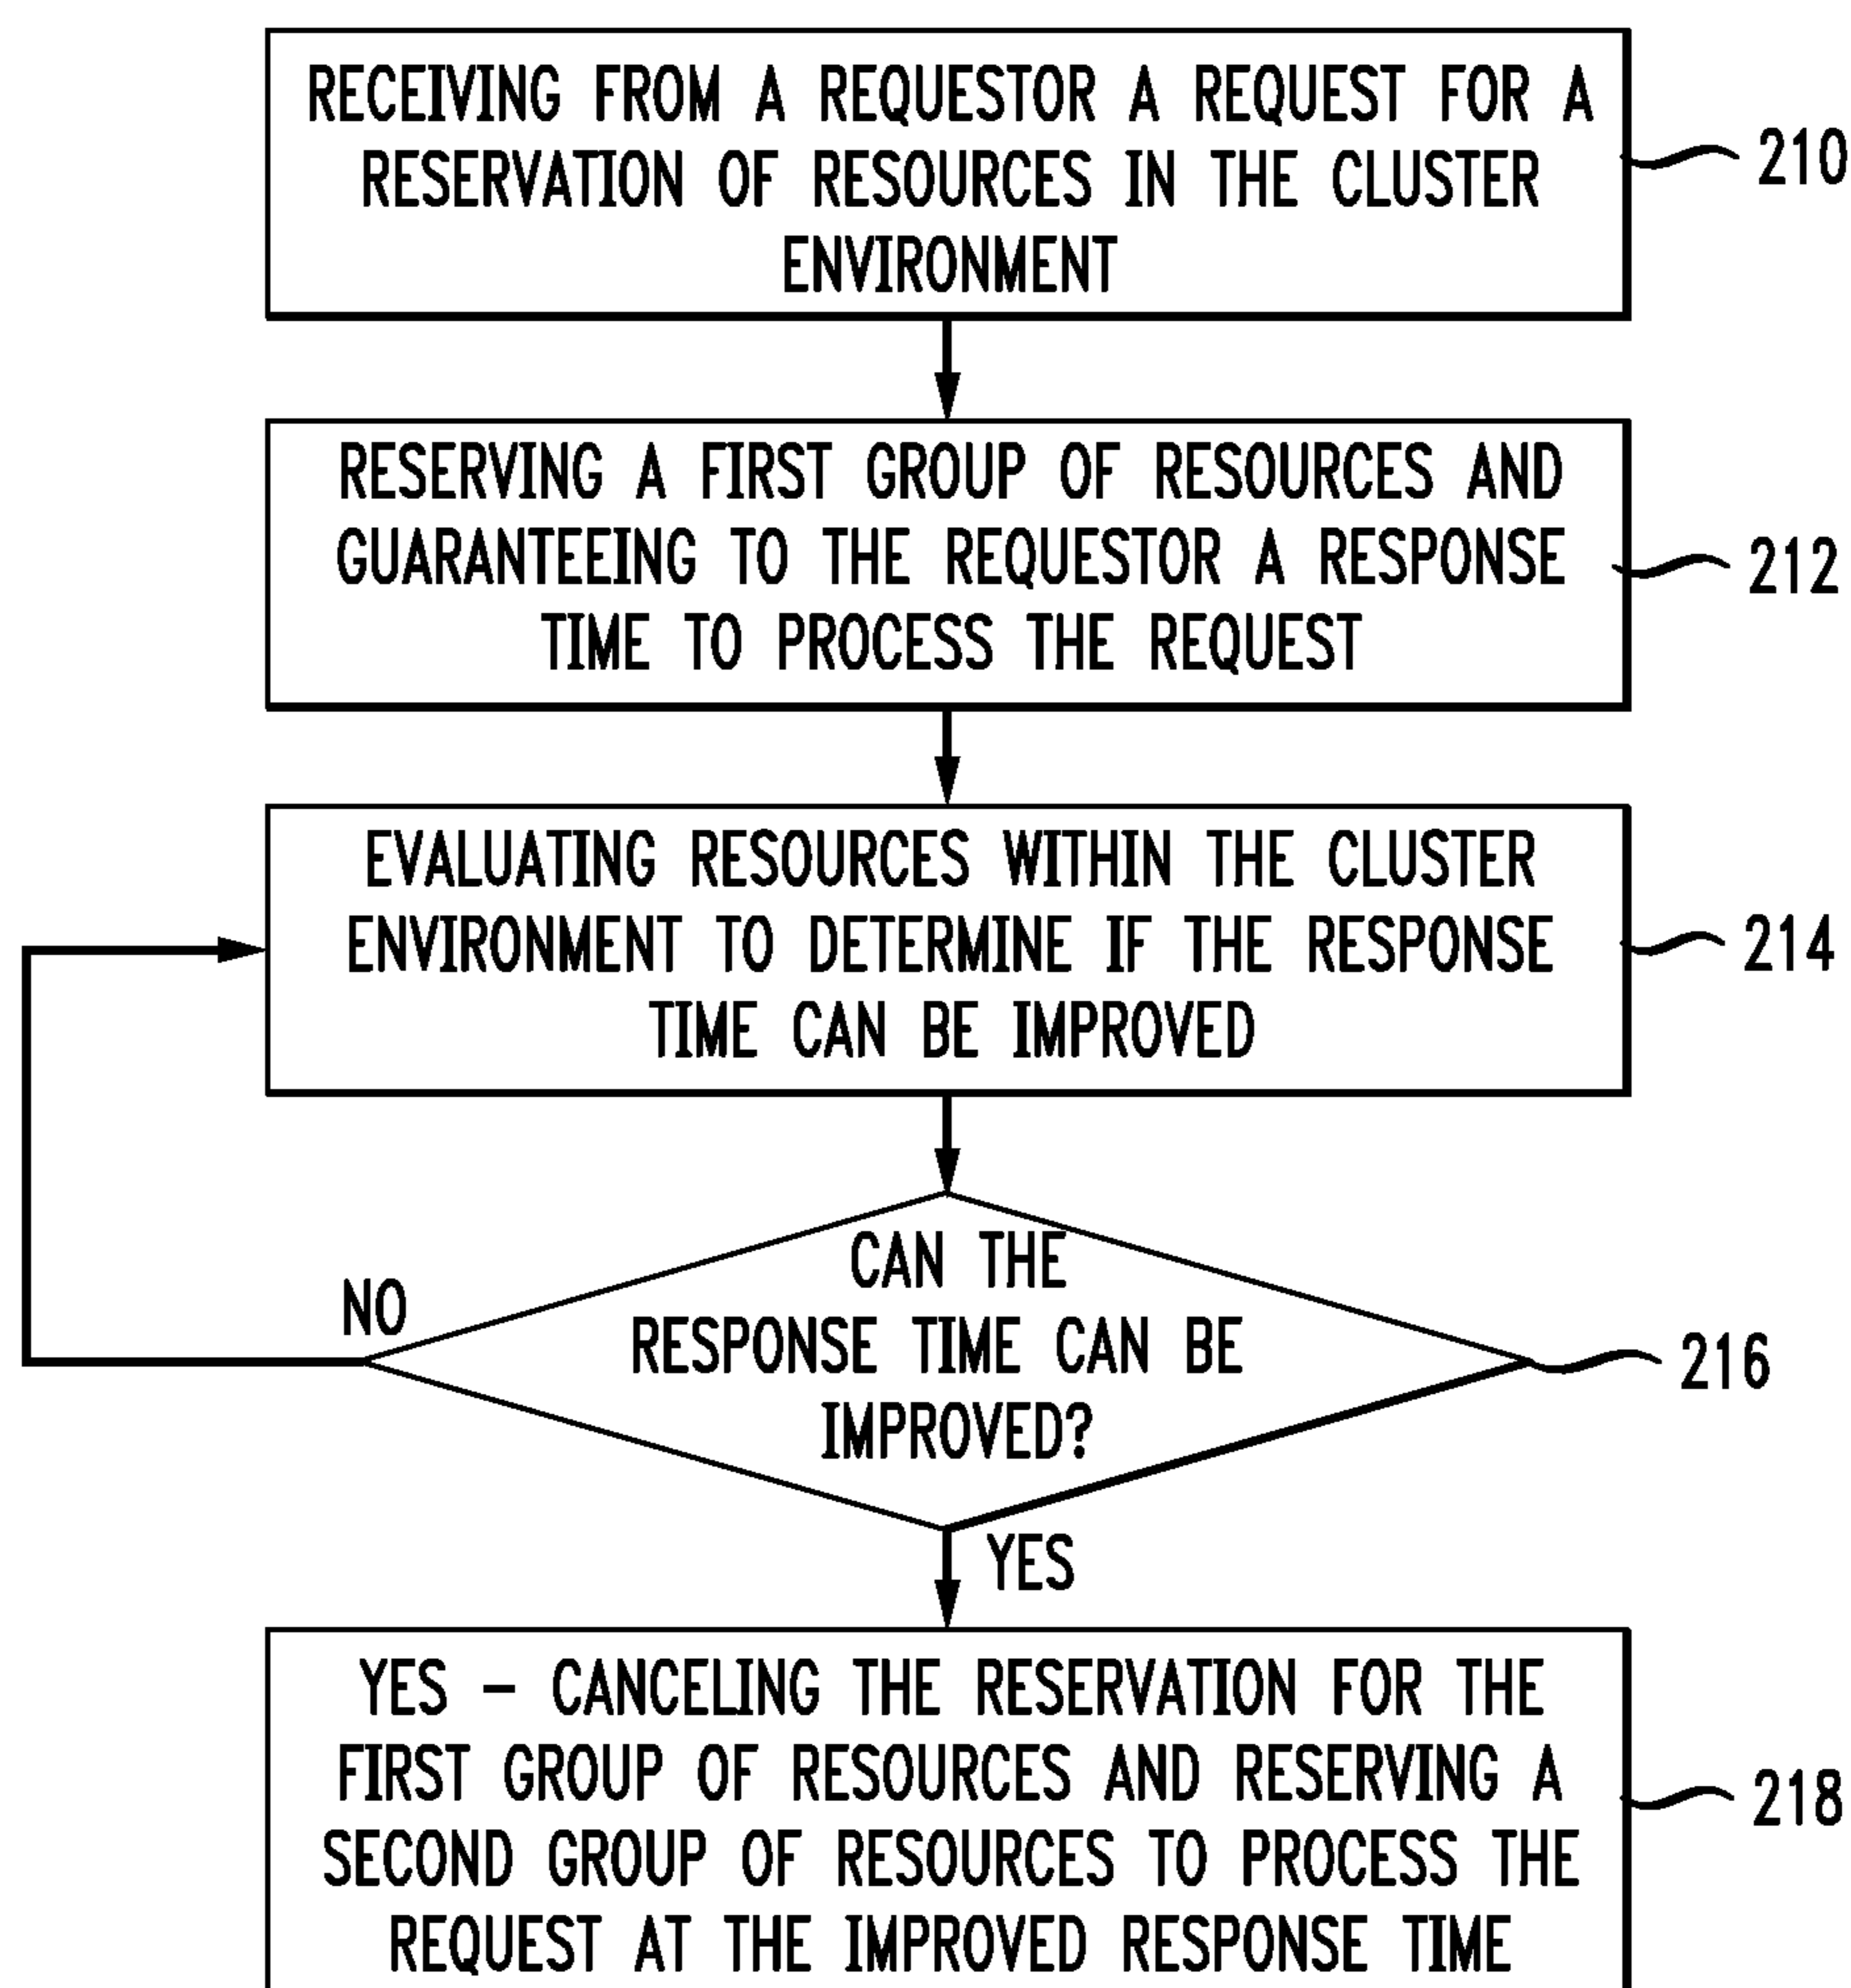 RECEIVING FROM A REQUESTOR A REQUEST FOR A
RESERVATION OF RESOURCES IN THE CLUSTER
ENVIRONMENT
210
RESERVING A FIRST GROUP OF RESOURCES AND
GUARANTEEING TO THE REQUESTOR A RESPONSE
TIME TO PROCESS THE REQUEST
212
EVALUATING RESOURCES WITHIN THE CLUSTER
ENVIRONMENT TO DETERMINE IF THE RESPONSE
TIME CAN BE IMPROVED
214
CAN THE
RESPONSE TIME CAN BE
IMPROVED?
NO
216
YES
YES – CANCELING THE RESERVATION FOR THE
FIRST GROUP OF RESOURCES AND RESERVING A
SECOND GROUP OF RESOURCES TO PROCESS THE
REQUEST AT THE IMPROVED RESPONSE TIME
218